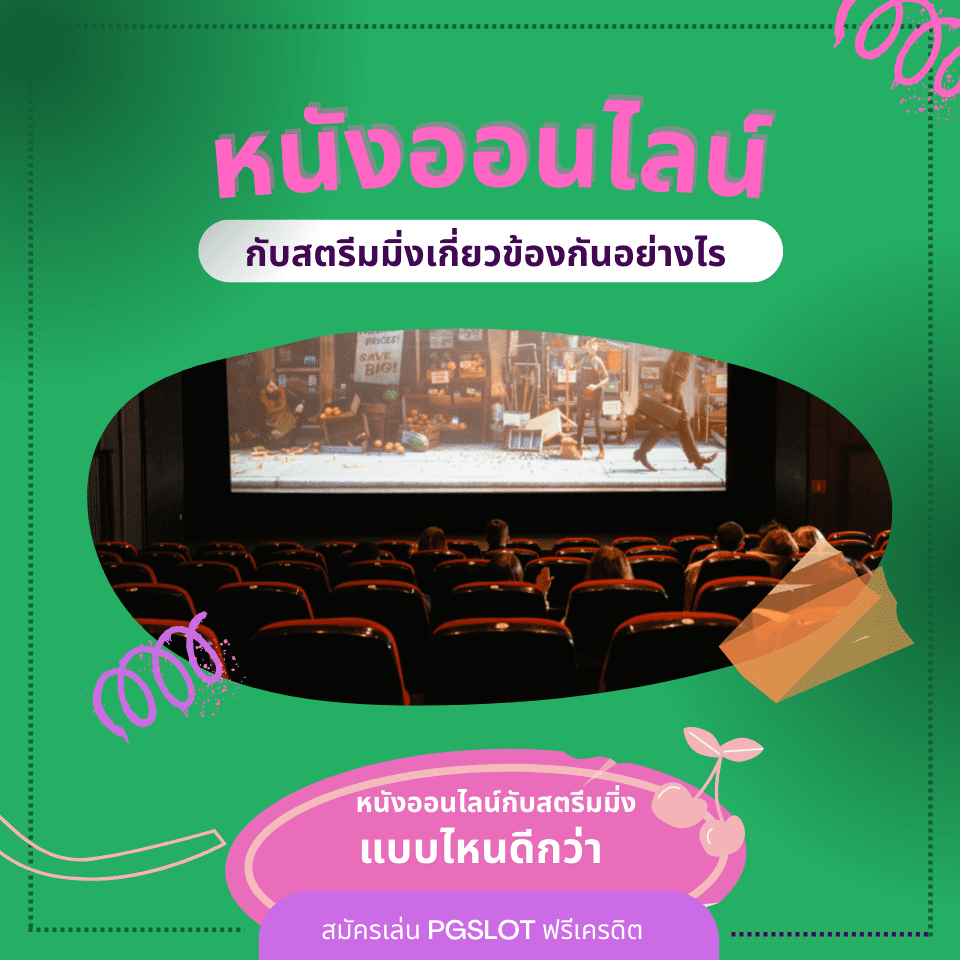 หนังออนไลน์
กับสตรีมมิ่งเกี่ยวข้องกันอย่างไร
PRICES!
SAVE
BIG!
หนังออนไลน์กับสตรีมมิ่ง
แบบไหนดีกว่า
สมัครเล่น PGSLOT ฟรีเครดิต